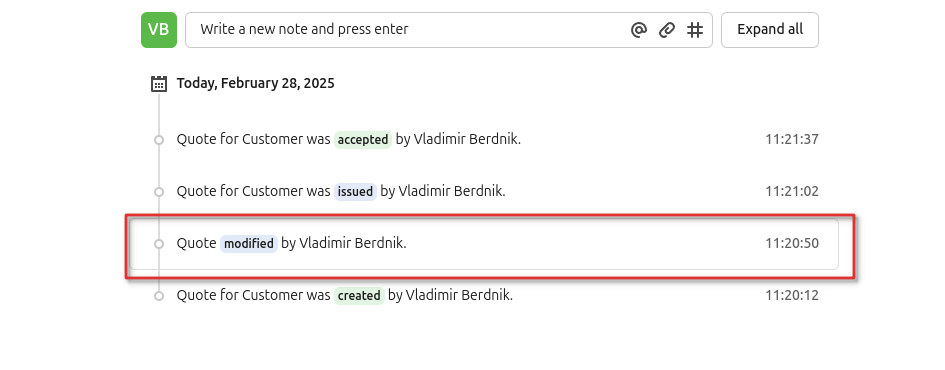 VB Write a new note and press enter Expand all
Today, February 28, 2025
Quote for Customer was accepted by Vladimir Berdnik. 11:21:37
Quote for Customer was issued by Vladimir Berdnik. 11:21:02
Quote modified by Vladimir Berdnik. 11:20:50
Quote for Customer was created by Vladimir Berdnik. 11:20:12